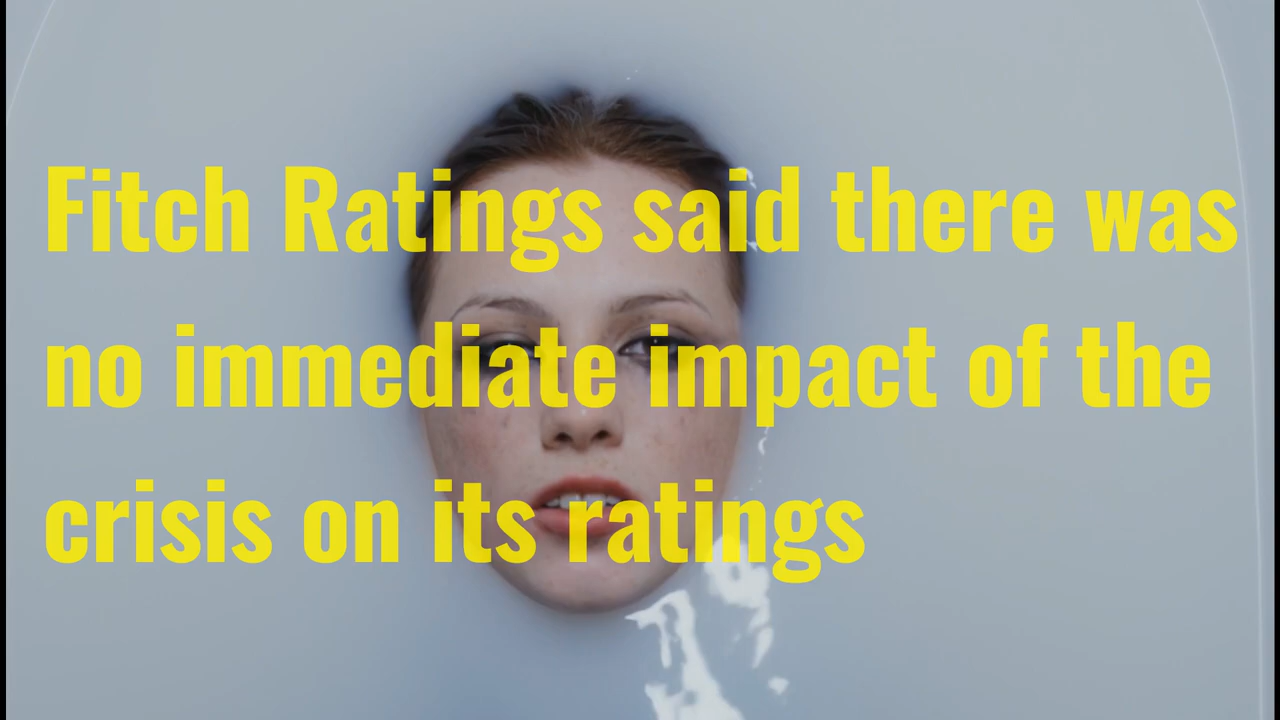 Fitch Ratings said there was
no immediate impact of the
crisis on its ratings